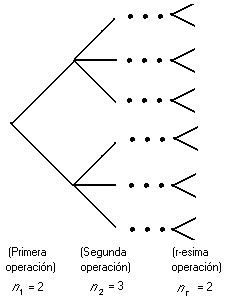 (Primera (Segunda (r-esima
operación) operación) operación)
n₁ = 2 n₂ = 3 nᵣ = 2